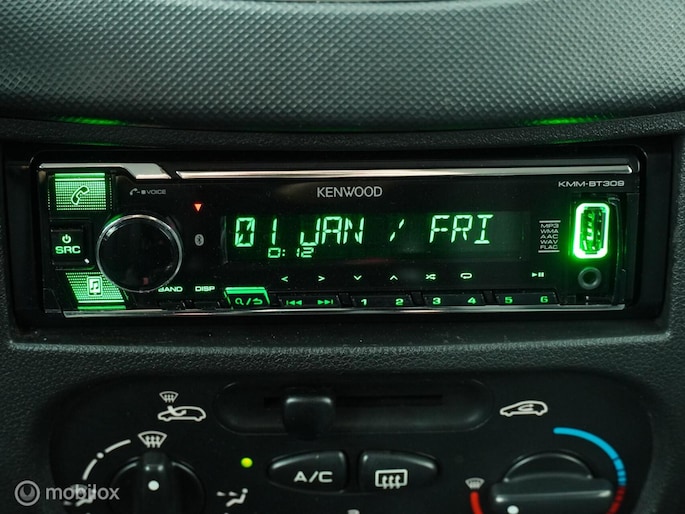 VOICE
KENWOOD
KMM-BT309
SRC
01 JAN / FRI
0:12
MP3
WMA
AAC
WAV
FLAC
BAND DISP
1 2 3 4 5 6
A/C
mobilox